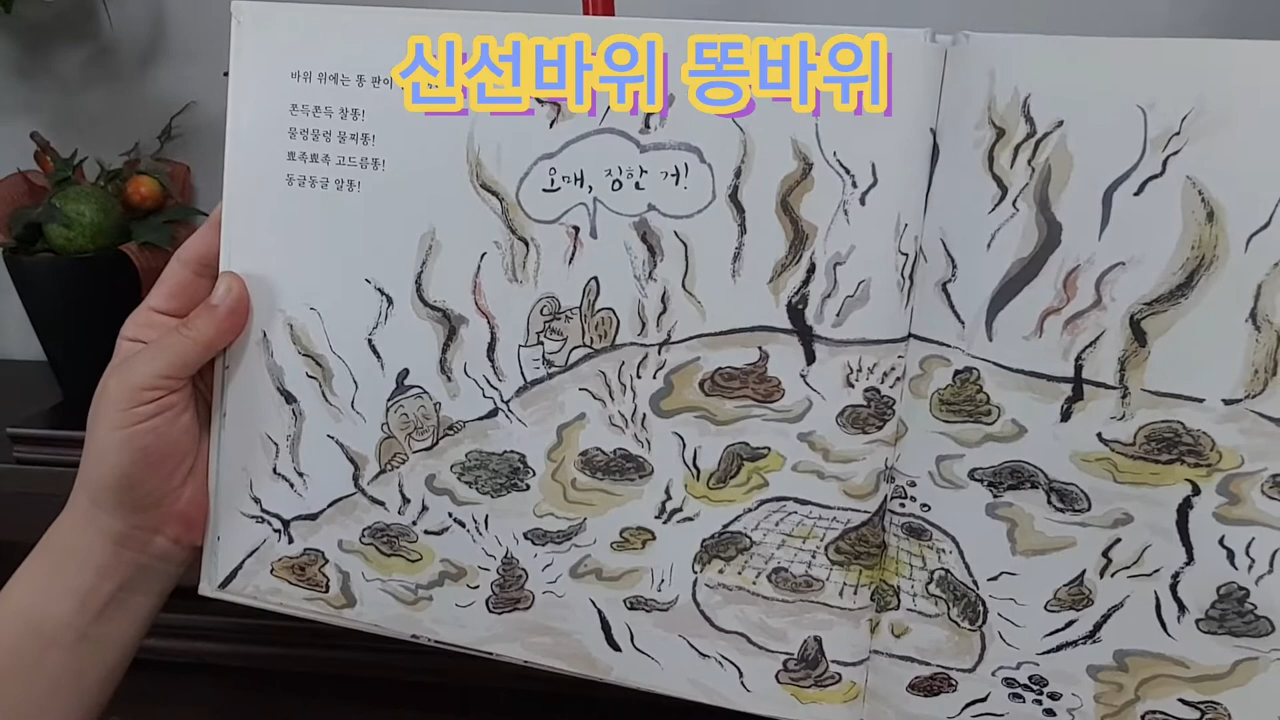 신선바위 똥바위
바위 위에는 똥 판이
쫀득쫀득 찰똥!
물렁물렁 물찌똥!
뾰족뾰족 고드름똥!
동글동글 알똥!
오매, 징한 거!